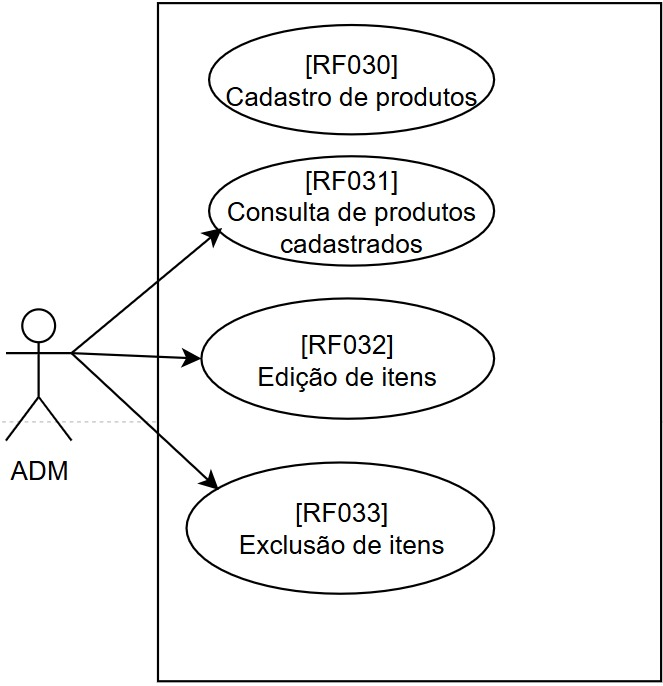 [RF030]
Cadastro de produtos
[RF031]
Consulta de produtos
cadastrados
[RF032]
Edição de itens
ADM
[RF033]
Exclusão de itens